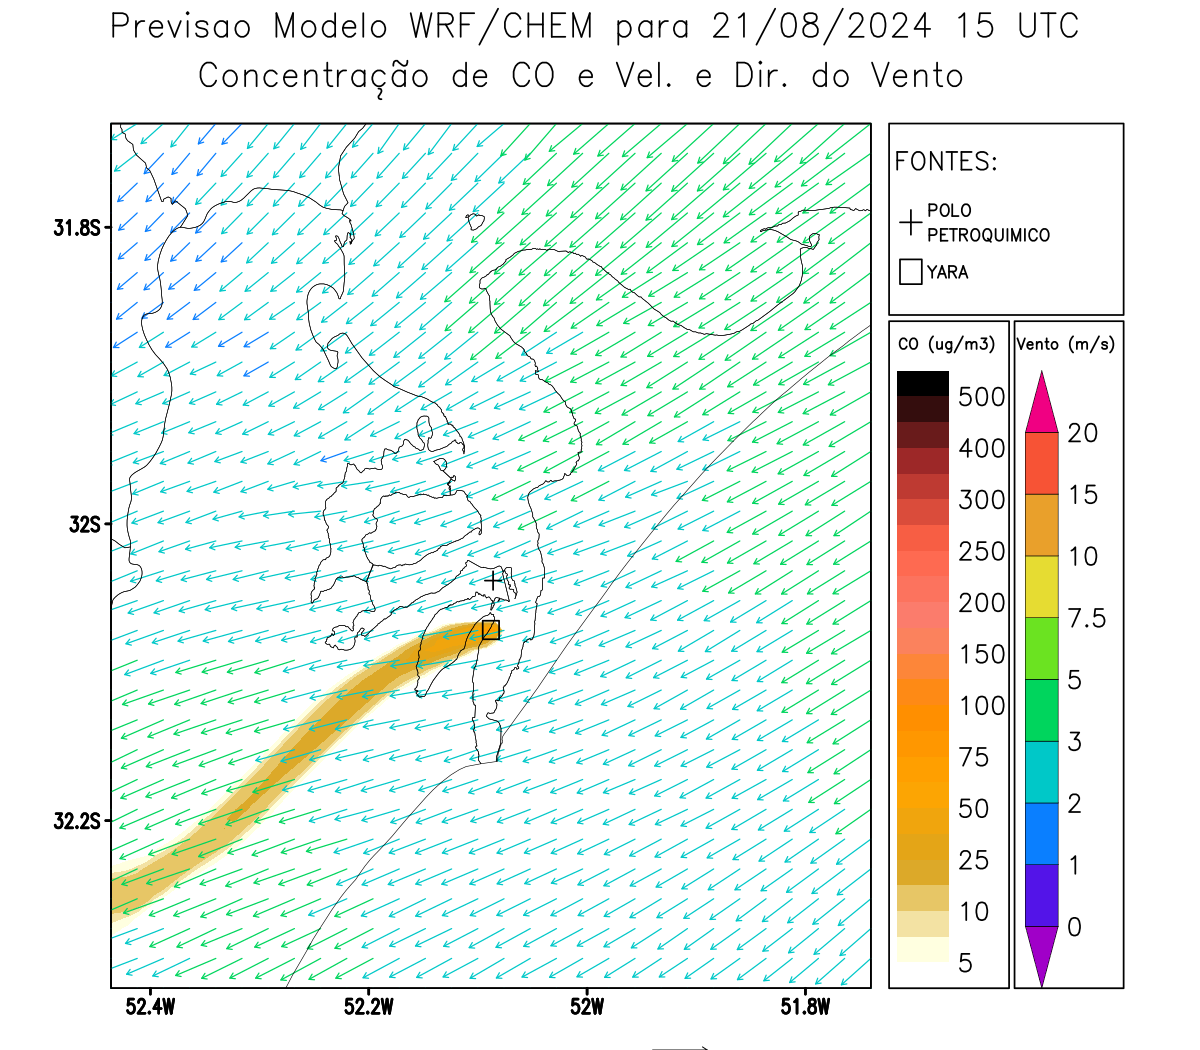 Previsao Modelo WRF/CHEM para 21/08/2024 15 UTC
Concentração de CO e Vel. e Dir. do Vento
31.8S
32S
32.2S
52.4W
52.2W
52W
51.8W
FONTES:
POLO
PETROQUIMICO
YARA
CO (ug/m3)
500
400
300
250
200
150
100
75
50
25
10
5
Vento (m/s)
20
15
10
7.5
5
3
2
1
0